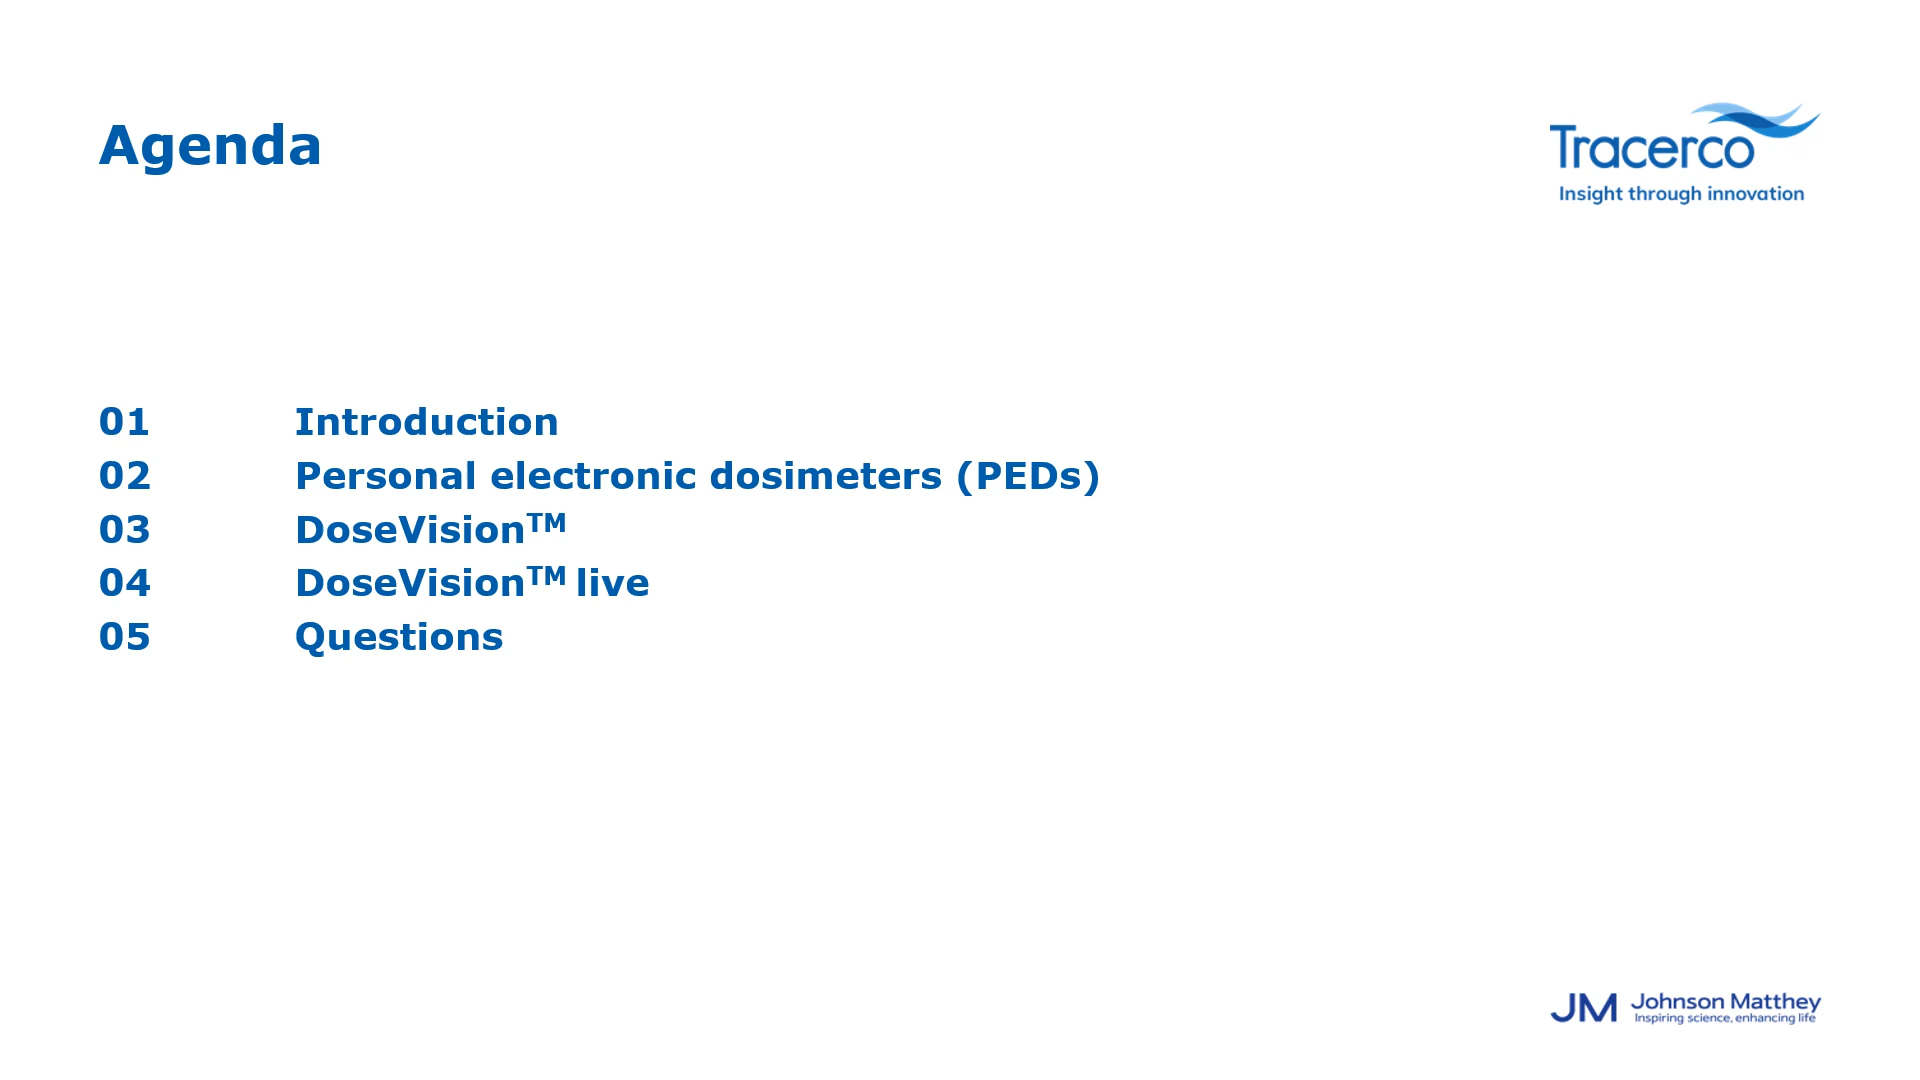 Agenda
Tracerco
Insight through innovation
01 Introduction
02 Personal electronic dosimeters (PEDs)
03 DoseVision™
04 DoseVision™ live
05 Questions
JM Johnson Matthey
Inspiring science, enhancing life